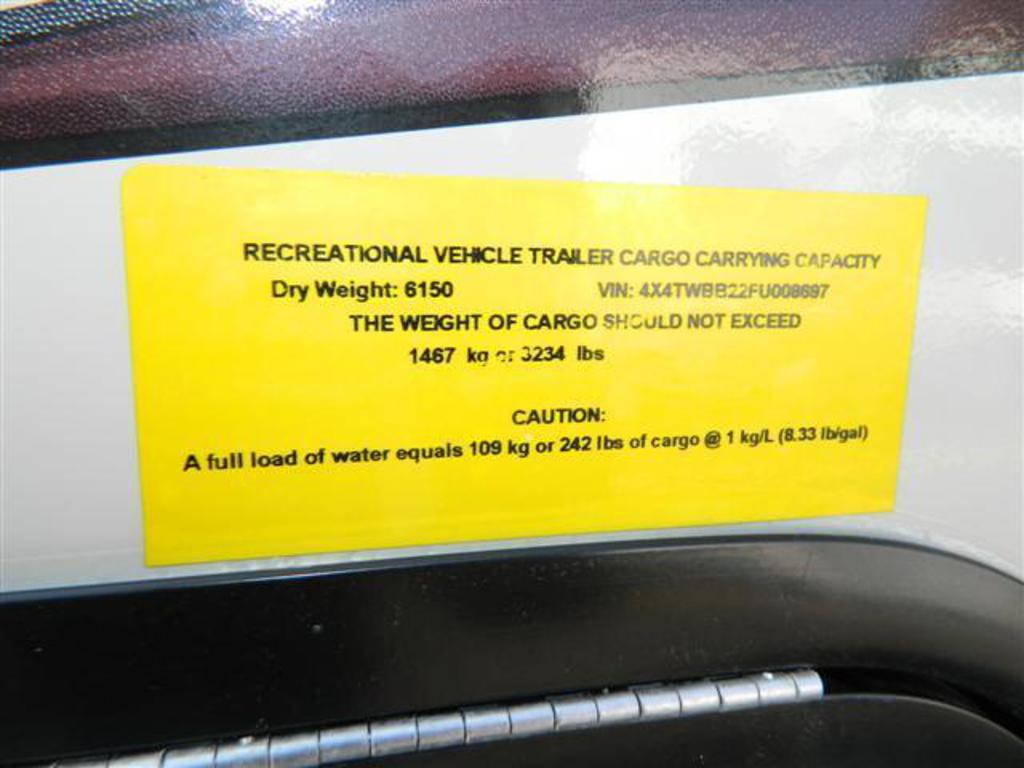 RECREATIONAL VEHICLE TRAILER CARGO CARRYING CAPACITY
Dry Weight: 6150 VIN: 4X4TWBB22FU008697
THE WEIGHT OF CARGO SHOULD NOT EXCEED
1467 kg or 3234 lbs
CAUTION:
A full load of water equals 109 kg or 242 lbs of cargo @ 1 kg/L (8.33 lb/gal)